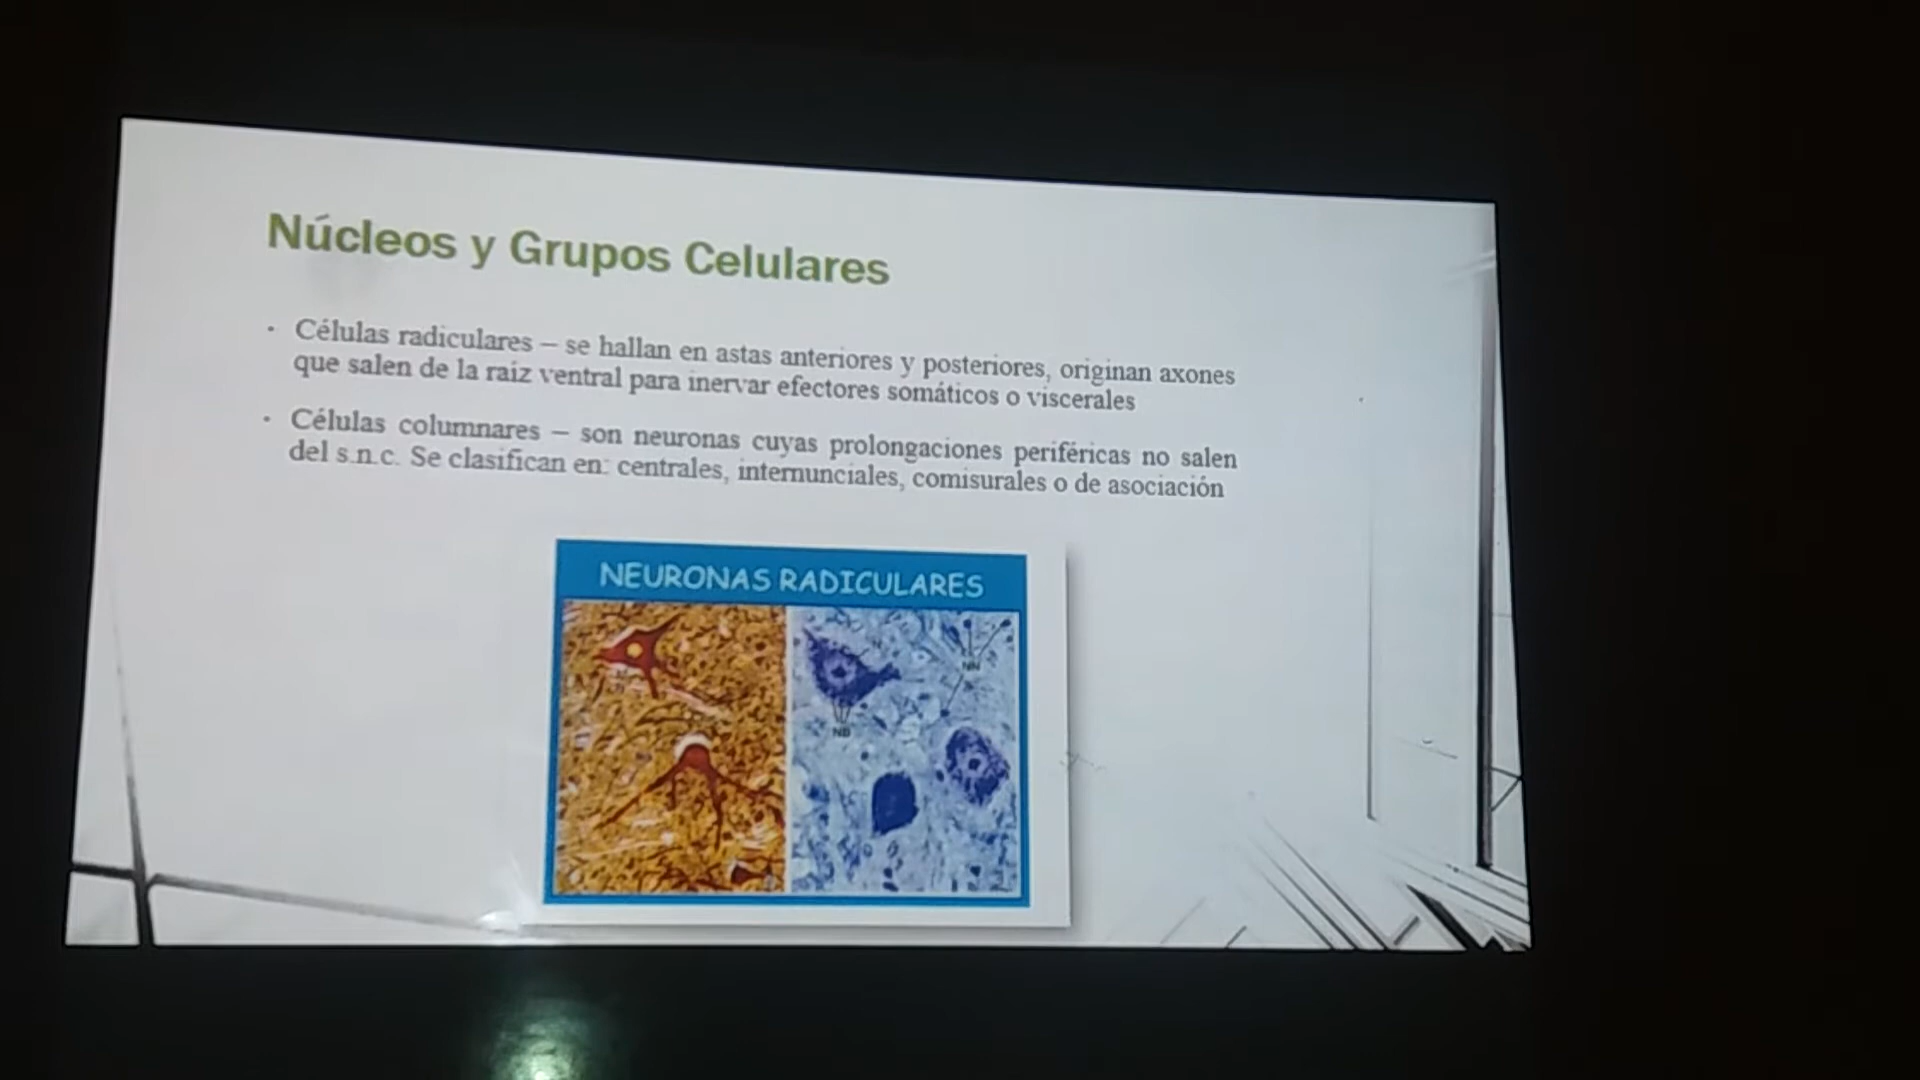 Núcleos y Grupos Celulares
· Células radiculares – se hallan en astas anteriores y posteriores, originan axones
que salen de la raiz ventral para inervar efectores somáticos o viscerales
· Células columnares – son neuronas cuyas prolongaciones periféricas no salen
del s.n.c. Se clasifican en: centrales, internunciales, comisurales o de asociación
NEURONAS RADICULARES
NN
NB